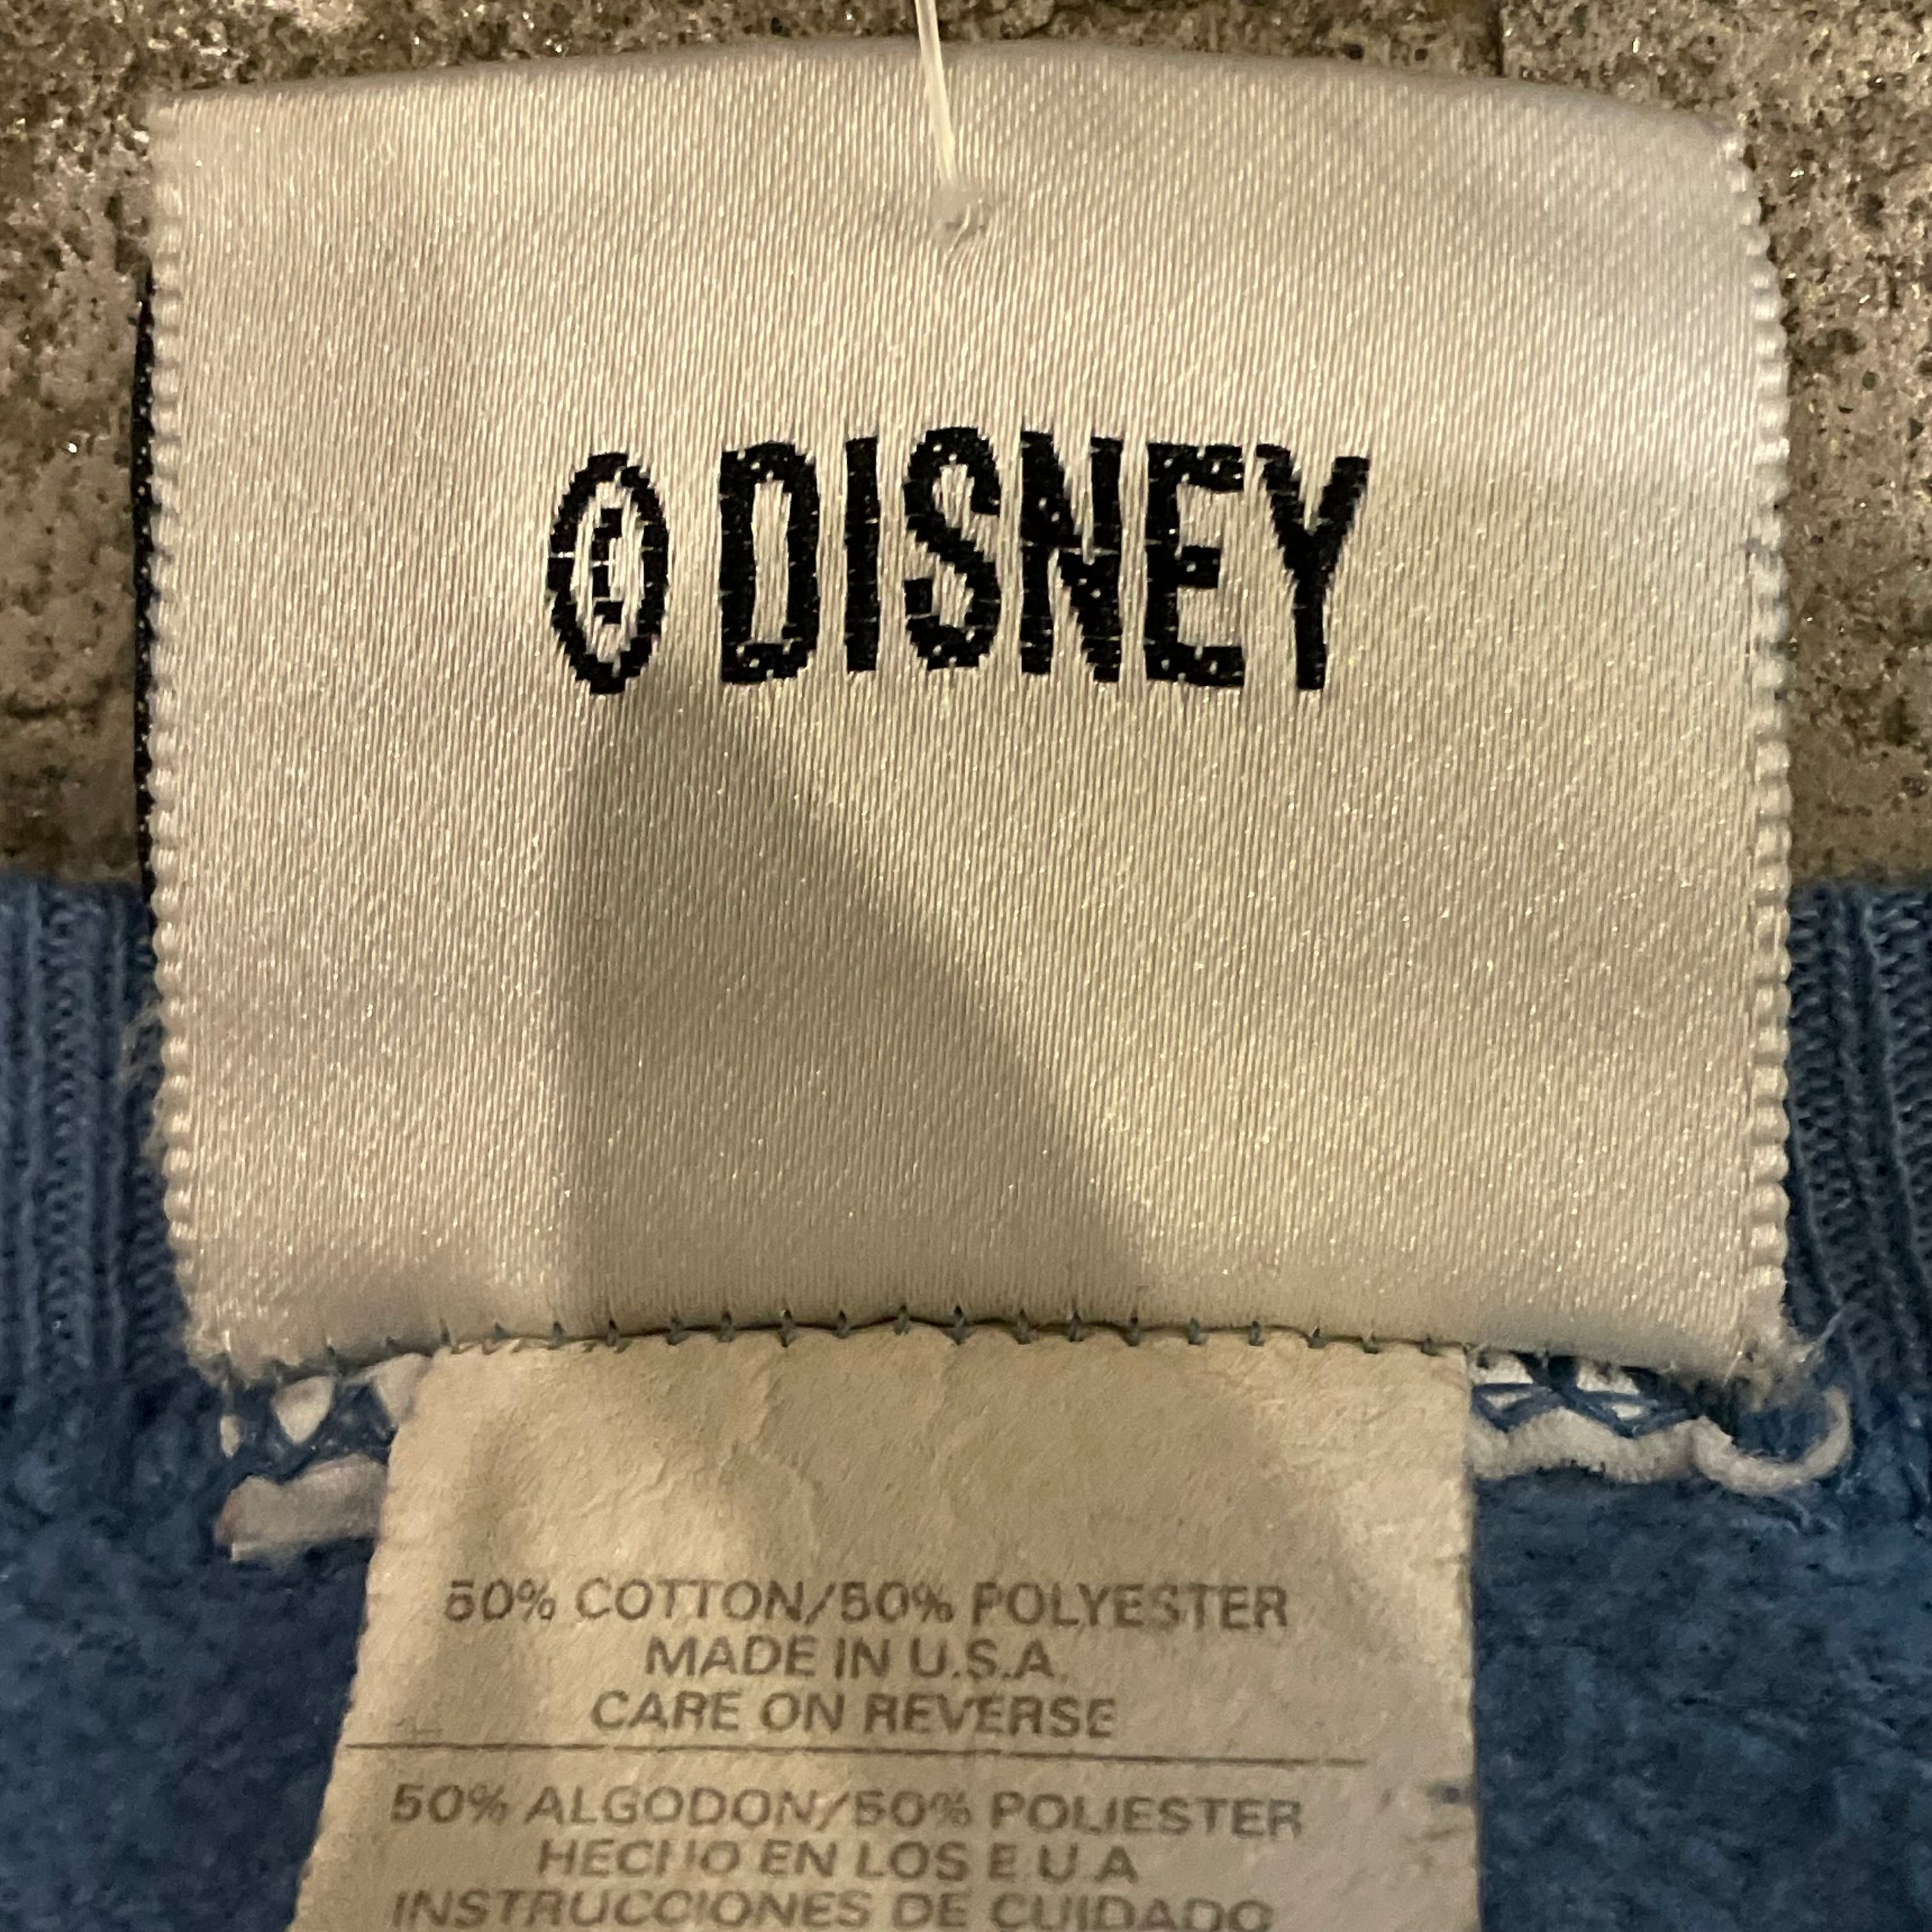 © DISNEY
50% COTTON/50% POLYESTER
MADE IN U.S.A.
CARE ON REVERSE
50% ALGODON/50% POLIESTER
HECHO EN LOS E.U.A
INSTRUCCIONES DE CUIDADO